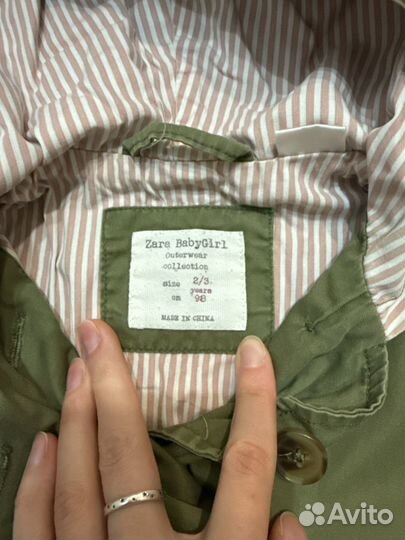 Zara BabyGirl
Outerwear
collection
size 2/3
years
cm 98
MADE IN CHINA
Avito